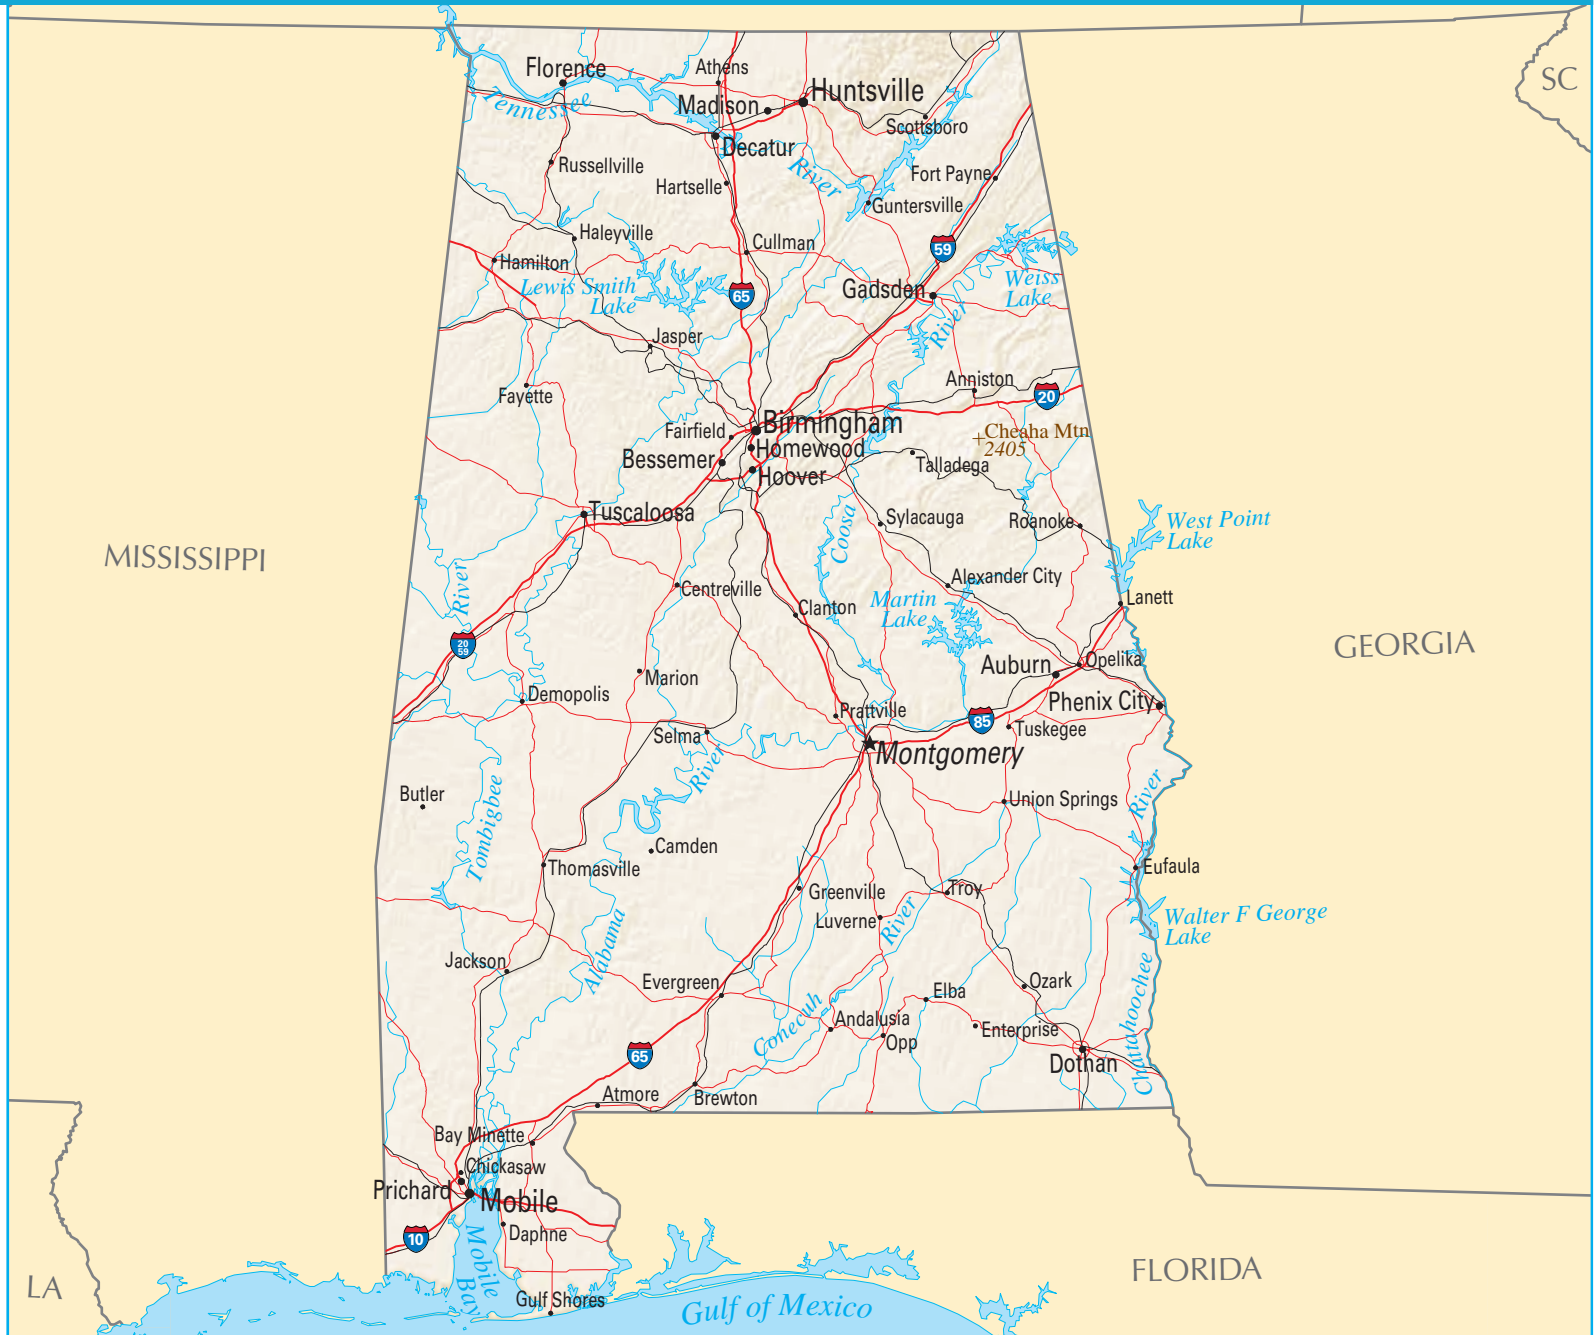 SC
Florence
Athens
Huntsville
Madison
Tennessee
Scottsboro
Decatur
River
Russellville
Hartselle
Fort Payne
Guntersville
Haleyville
Cullman
59
Hamilton
Lewis Smith
Lake
65
Gadsden
Weiss
Lake
River
Jasper
Anniston
20
Fayette
Birmingham
Fairfield
Cheaha Mtn
2405
Homewood
Bessemer
Talladega
Hoover
Tuscaloosa
Sylacauga
Roanoke
West Point
Lake
Coosa
MISSISSIPPI
River
Centreville
Alexander City
Martin
Lake
Clanton
Lanett
GEORGIA
20
59
Auburn
Opelika
Marion
Demopolis
Phenix City
Prattville
85
Tuskegee
Selma
Montgomery
River
Butler
Tombigbee
Union Springs
River
Camden
Thomasville
Eufaula
Greenville
Troy
Luverne
River
Walter F George
Lake
Alabama
Jackson
Evergreen
Elba
Ozark
Conecuh
Andalusia
Enterprise
Opp
Chattahoochee
65
Dothan
Atmore
Brewton
Bay Minette
Chickasaw
Prichard
Mobile
10
Daphne
Mobile
Bay
FLORIDA
LA
Gulf Shores
Gulf of Mexico